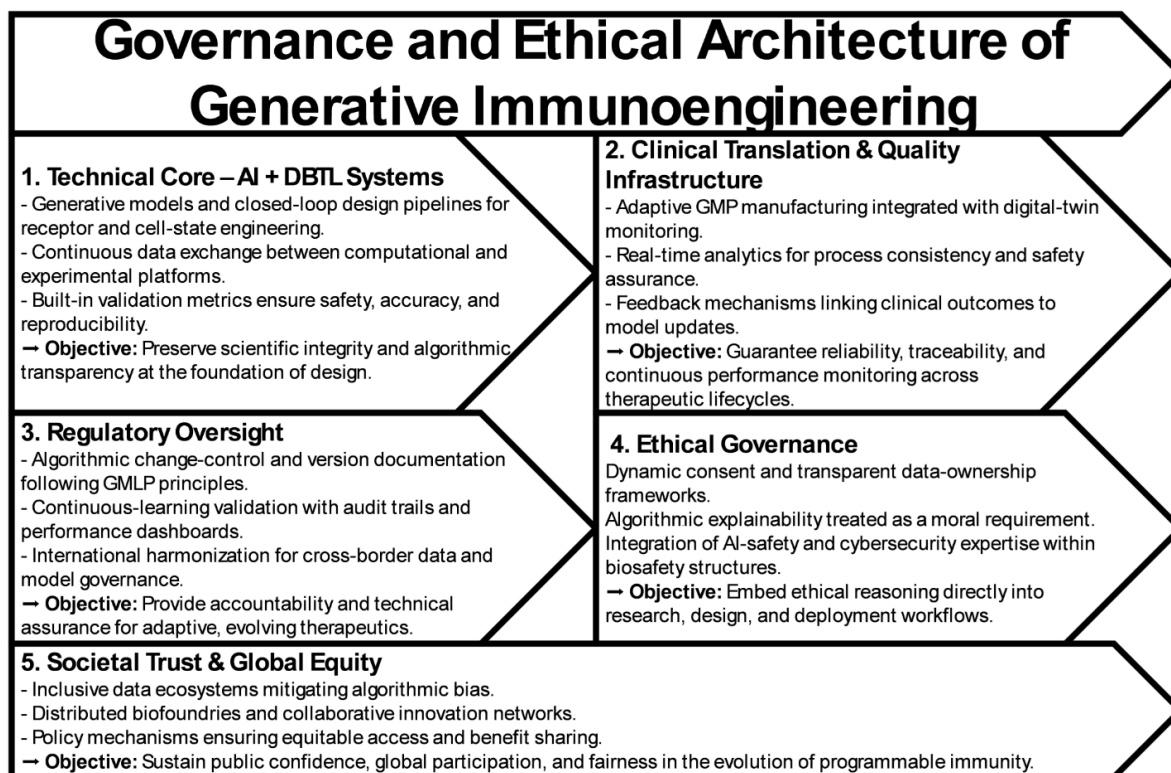 Governance and Ethical Architecture of
Generative Immunoengineering
1. Technical Core – AI + DBTL Systems
- Generative models and closed-loop design pipelines for
receptor and cell-state engineering.
- Continuous data exchange between computational and
experimental platforms.
- Built-in validation metrics ensure safety, accuracy, and
reproducibility.
→ Objective: Preserve scientific integrity and algorithmic
transparency at the foundation of design.
2. Clinical Translation & Quality
Infrastructure
- Adaptive GMP manufacturing integrated with digital-twin
monitoring.
- Real-time analytics for process consistency and safety
assurance.
- Feedback mechanisms linking clinical outcomes to
model updates.
→ Objective: Guarantee reliability, traceability, and
continuous performance monitoring across
therapeutic lifecycles.
3. Regulatory Oversight
- Algorithmic change-control and version documentation
following GMLP principles.
- Continuous-learning validation with audit trails and
performance dashboards.
- International harmonization for cross-border data and
model governance.
→ Objective: Provide accountability and technical
assurance for adaptive, evolving therapeutics.
4. Ethical Governance
Dynamic consent and transparent data-ownership
frameworks.
Algorithmic explainability treated as a moral requirement.
Integration of AI-safety and cybersecurity expertise within
biosafety structures.
→ Objective: Embed ethical reasoning directly into
research, design, and deployment workflows.
5. Societal Trust & Global Equity
- Inclusive data ecosystems mitigating algorithmic bias.
- Distributed biofoundries and collaborative innovation networks.
- Policy mechanisms ensuring equitable access and benefit sharing.
→ Objective: Sustain public confidence, global participation, and fairness in the evolution of programmable immunity.